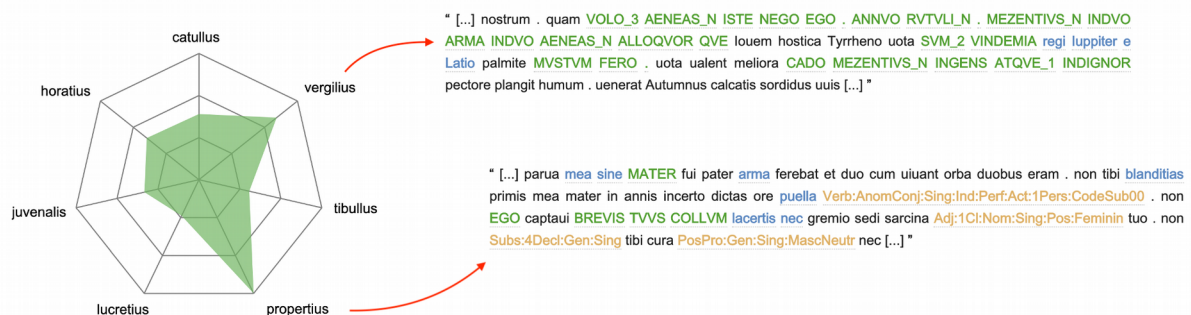 catullus
vergilius
tibullus
propertius
lucretius
juvenalis
horatius
“ [...] nostrum . quam VOLO_3 AENEAS_N ISTE NEGO EGO . ANNVO RVTVLI_N . MEZENTIVS_N INDVO
ARMA INDVO AENEAS_N ALLOQVOR QVE Iouem hostica Tyrrheno uota SVM_2 VINDEMIA regi Iuppiter e
Latio palmite MVSTVM FERO . uota ualent meliora CADO MEZENTIVS_N INGENS ATQVE_1 INDIGNOR
pectore plangit humum . uenerat Autumnus calcatis sordidus uuis [...] ”
“ [...] parua mea sine MATER fui pater arma ferebat et duo cum uiuant orba duobus eram . non tibi blanditias
primis mea mater in annis incerto dictas ore puella Verb:AnomConj:Sing:Ind:Perf:Act:1Pers:CodeSub00 . non
EGO captaui BREVIS TVVS COLLVM lacertis nec gremio sedi sarcina Adj:1Cl:Nom:Sing:Pos:Feminin tuo . non
Subs:4Decl:Gen:Sing tibi cura PosPro:Gen:Sing:MascNeutr nec [...] ”